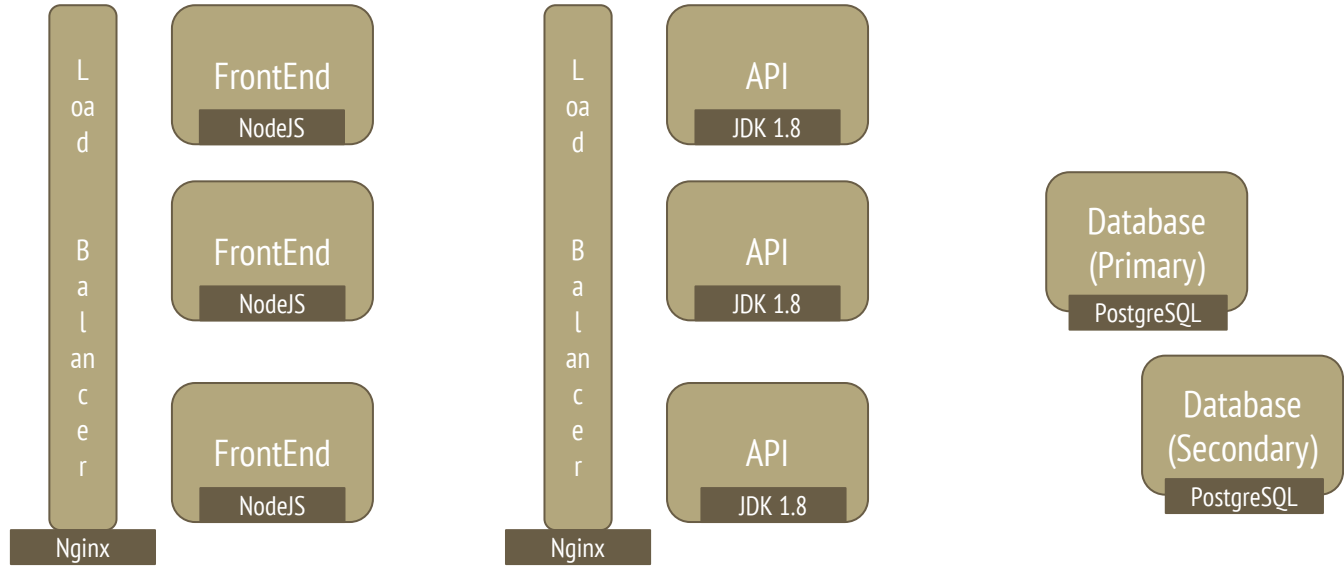 L
oa
d
B
a
l
an
c
e
r
Nginx
FrontEnd
NodeJS
FrontEnd
NodeJS
FrontEnd
NodeJS
L
oa
d
B
a
l
an
c
e
r
Nginx
API
JDK 1.8
API
JDK 1.8
API
JDK 1.8
Database
(Primary)
PostgreSQL
Database
(Secondary)
PostgreSQL